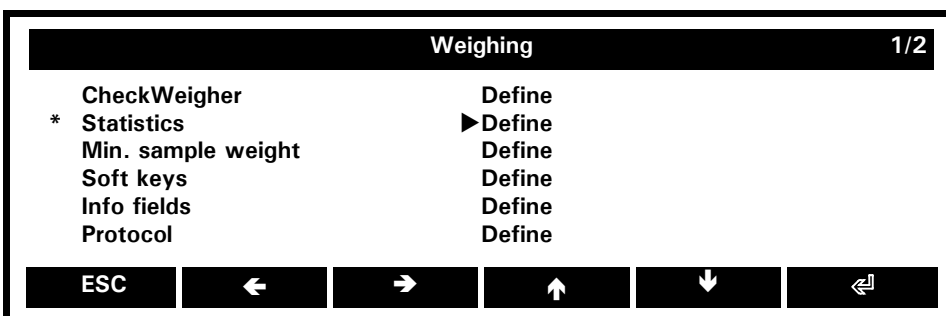 Weighing 1/2
CheckWeigher Define
* Statistics ▶Define
Min. sample weight Define
Soft keys Define
Info fields Define
Protocol Define
ESC ← → ↑ ↓ ↵